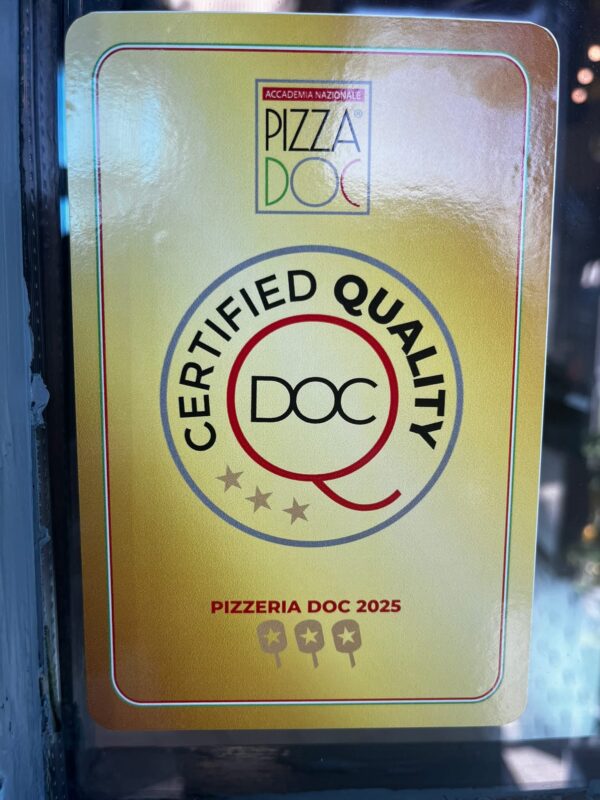 ACCADEMIA NAZIONALE
PIZZA®
DOC
CERTIFIED QUALITY
DOC
PIZZERIA DOC 2025